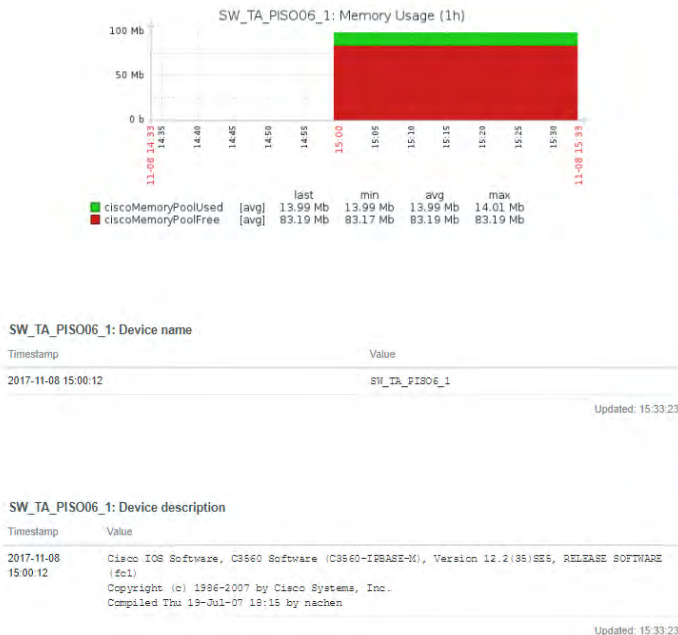 SW_TA_PISO06_1: Memory Usage (1h)
100 Mb
50 Mb
0 b
11-08 14:33
14:35
14:40
14:45
14:50
14:55
15:00
15:05
15:10
15:15
15:20
15:25
15:30
11-08 15:33
last min avg max
ciscoMemoryPoolUsed [avg] 13.99 Mb 13.99 Mb 13.99 Mb 14.01 Mb
ciscoMemoryPoolFree [avg] 83.19 Mb 83.17 Mb 83.19 Mb 83.19 Mb
SW_TA_PISO06_1: Device name
Timestamp Value
2017-11-08 15:00:12 SW_TA_PISO6_1
Updated: 15:33:23
SW_TA_PISO06_1: Device description
Timestamp Value
2017-11-08 Cisco IOS Software, C3560 Software (C3560-IPBASE-M), Version 12.2(35)SE5, RELEASE SOFTWARE
15:00:12 (fc1)
Copyright (c) 1986-2007 by Cisco Systems, Inc.
Compiled Thu 19-Jul-07 18:15 by nachen
Updated: 15:33:23